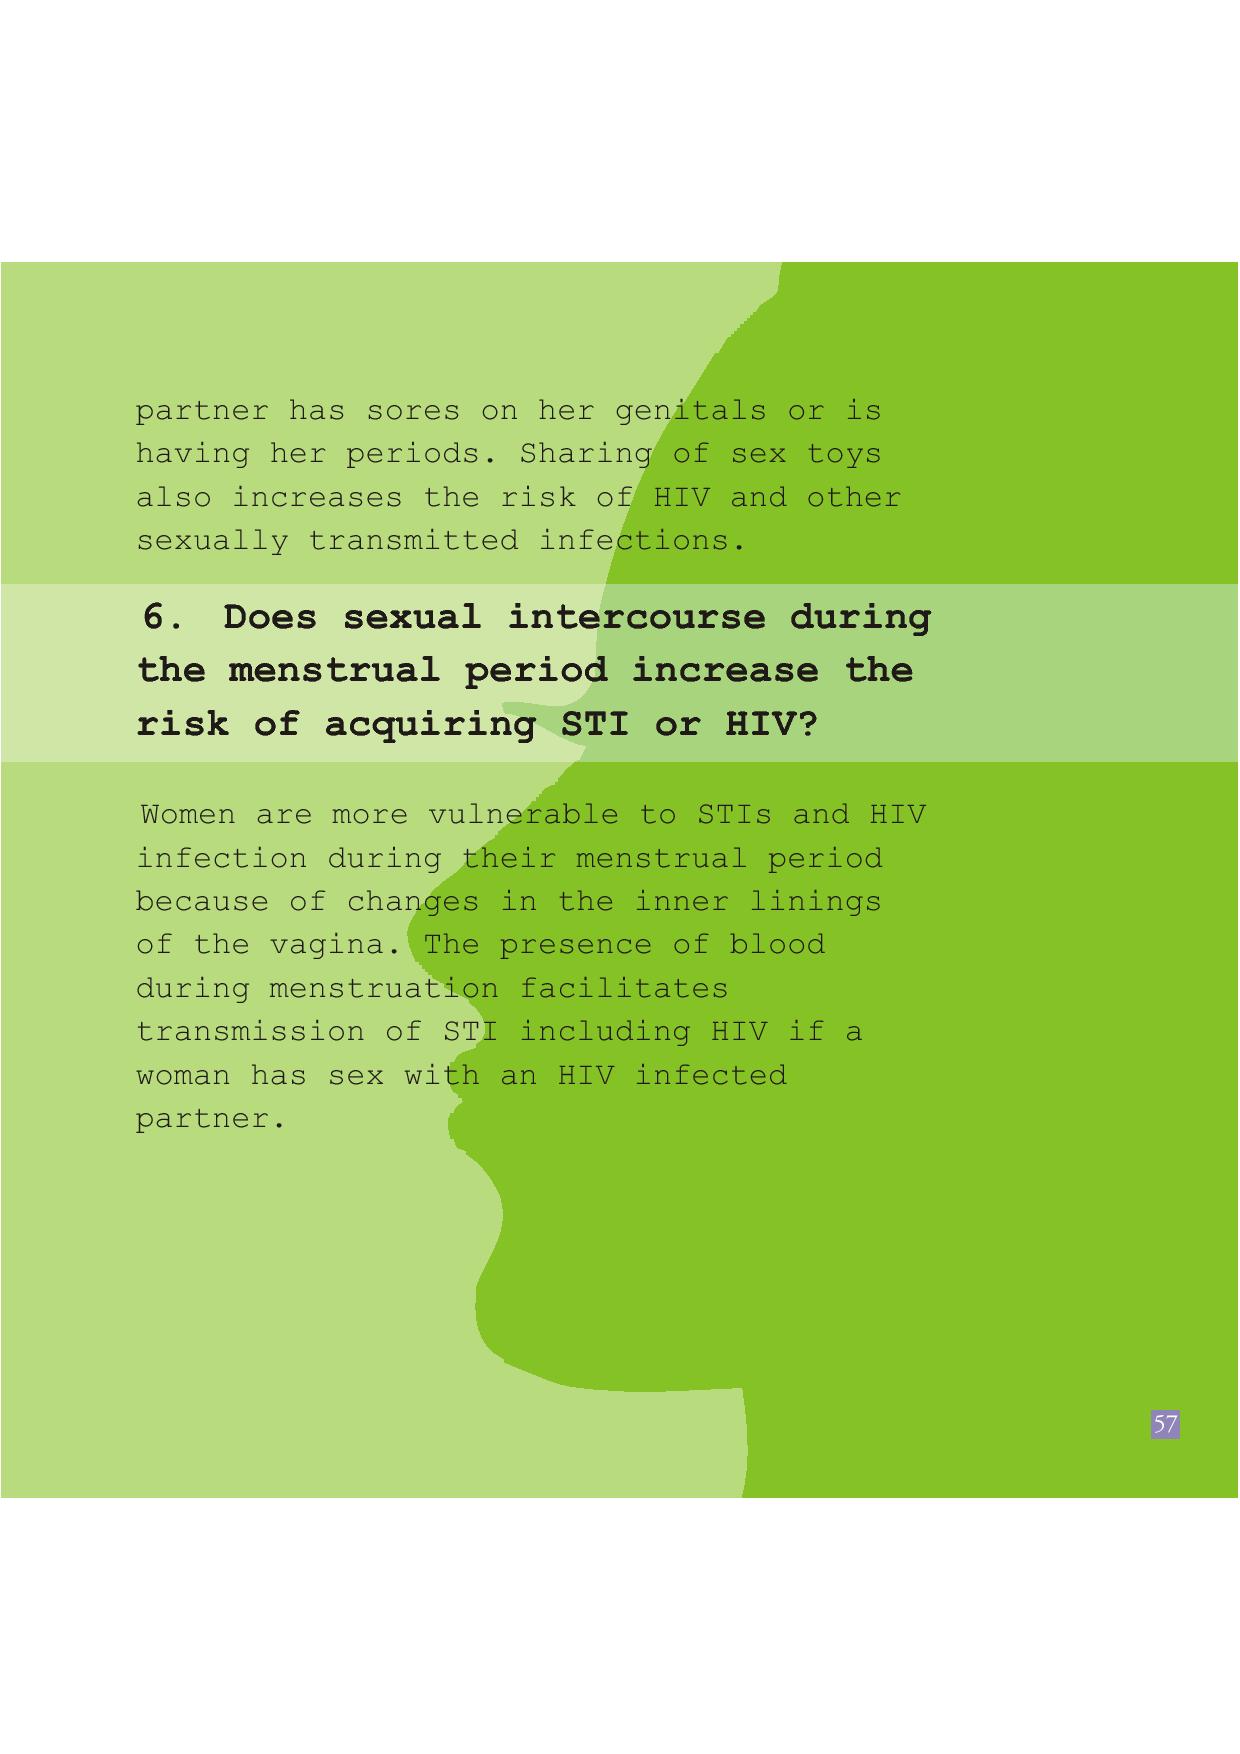 partner has sores on her genitals or is
having her periods. Sharing of sex toys
also increases the risk of HIV and other
sexually transmitted infections.
6. Does sexual intercourse during
the menstrual period increase the
risk of acquiring STI or HIV?
Women are more vulnerable to STIs and HIV
infection during their menstrual period
because of changes in the inner linings
of the vagina. The presence of blood
during menstruation facilitates
transmission of STI including HIV if a
woman has sex with an HIV infected
partner.
57